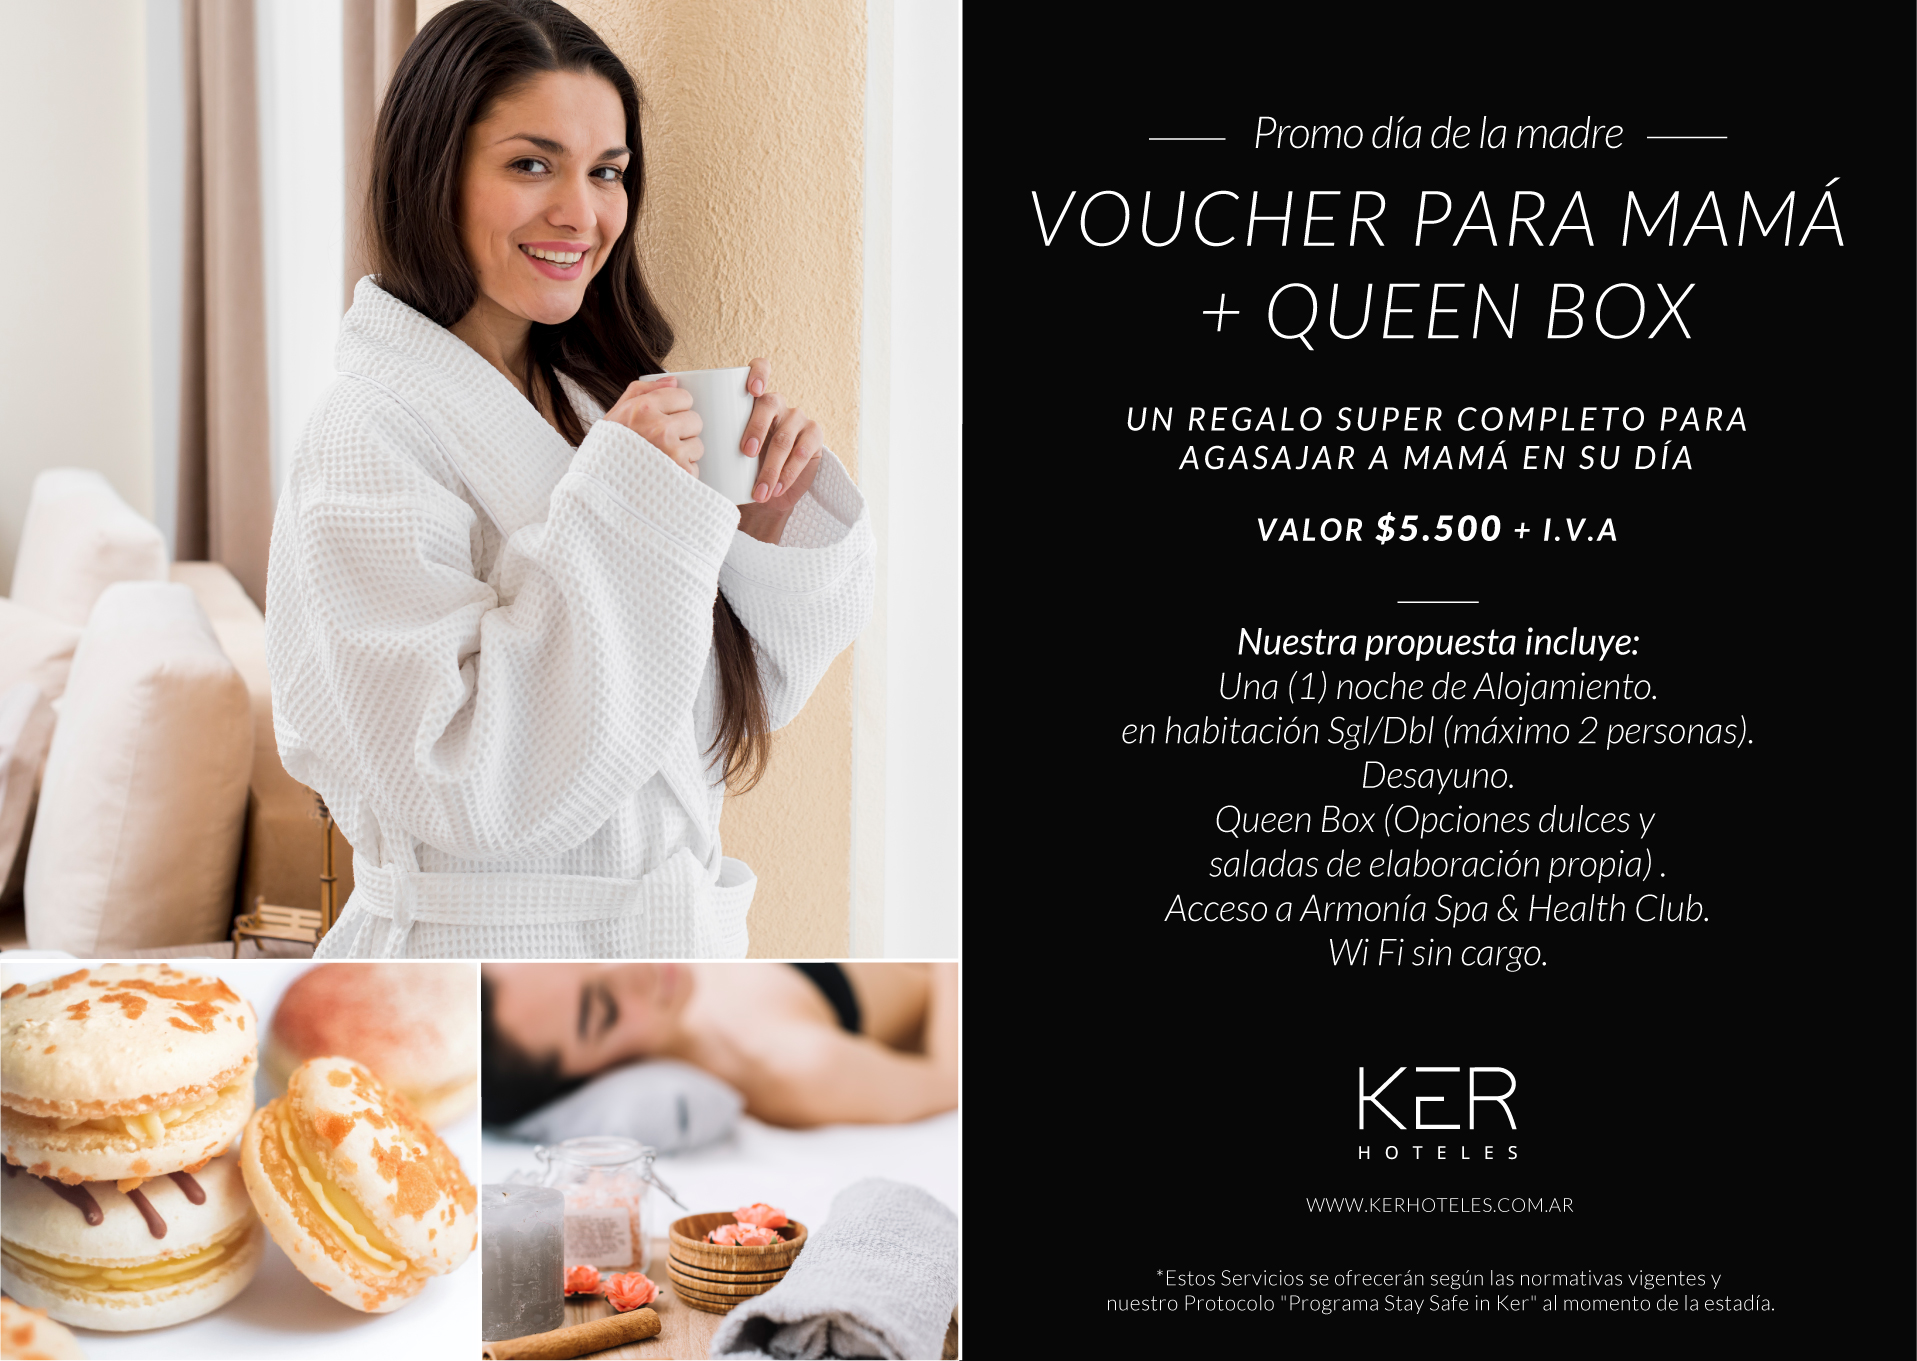 Promo día de la madre
VOUCHER PARA MAMÁ
+ QUEEN BOX
UN REGALO SUPER COMPLETO PARA
AGASAJAR A MAMÁ EN SU DÍA
VALOR $5.500 + I.V.A
Nuestra propuesta incluye:
Una (1) noche de Alojamiento.
en habitación Sgl/Dbl (máximo 2 personas).
Desayuno.
Queen Box (Opciones dulces y
saladas de elaboración propia) .
Acceso a Armonía Spa & Health Club.
Wi Fi sin cargo.
KER
HOTELES
WWW.KERHOTELES.COM.AR
*Estos Servicios se ofrecerán según las normativas vigentes y
nuestro Protocolo "Programa Stay Safe in Ker" al momento de la estadía.